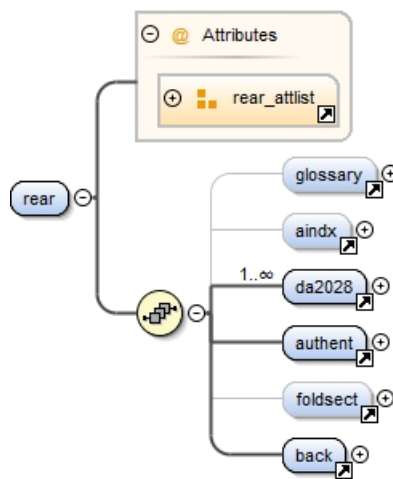 @ Attributes
rear_attlist
rear
glossary
aindx
1..∞
da2028
authent
foldsect
back